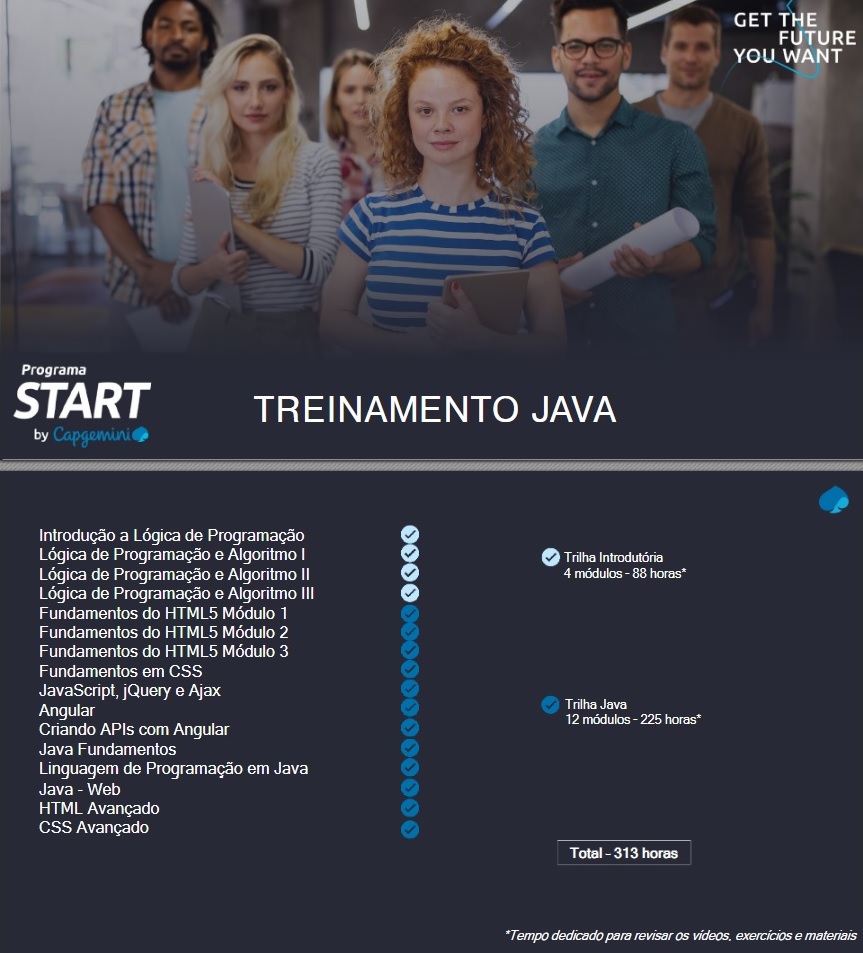 GET THE
FUTURE
YOU WANT
Programa
START
by Capgemini
TREINAMENTO JAVA
Introdução a Lógica de Programação
Lógica de Programação e Algoritmo I
Lógica de Programação e Algoritmo II
Lógica de Programação e Algoritmo III
Fundamentos do HTML5 Módulo 1
Fundamentos do HTML5 Módulo 2
Fundamentos do HTML5 Módulo 3
Fundamentos em CSS
JavaScript, jQuery e Ajax
Angular
Criando APIs com Angular
Java Fundamentos
Linguagem de Programação em Java
Java - Web
HTML Avançado
CSS Avançado
Trilha Introdutória
4 módulos - 88 horas*
Trilha Java
12 módulos - 225 horas*
Total - 313 horas
*Tempo dedicado para revisar os vídeos, exercícios e materiais